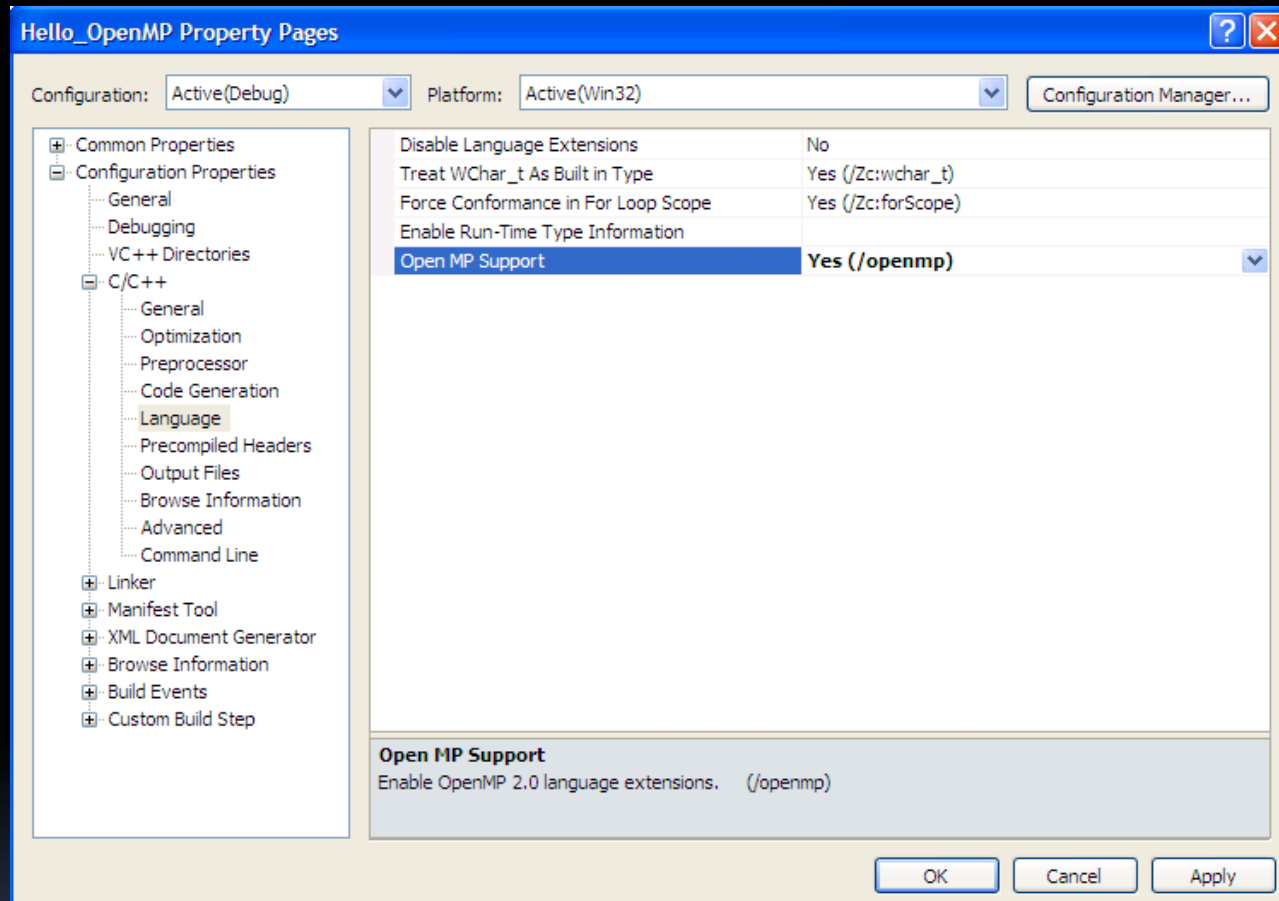 Hello_OpenMP Property Pages
Configuration: Active(Debug) Platform: Active(Win32) Configuration Manager...
Common Properties
Configuration Properties
General
Debugging
VC++ Directories
C/C++
General
Optimization
Preprocessor
Code Generation
Language
Precompiled Headers
Output Files
Browse Information
Advanced
Command Line
Linker
Manifest Tool
XML Document Generator
Browse Information
Build Events
Custom Build Step
Disable Language Extensions No
Treat WChar_t As Built in Type Yes (/Zc:wchar_t)
Force Conformance in For Loop Scope Yes (/Zc:forScope)
Enable Run-Time Type Information
Open MP Support Yes (/openmp)
Open MP Support
Enable OpenMP 2.0 language extensions. (/openmp)
OK Cancel Apply